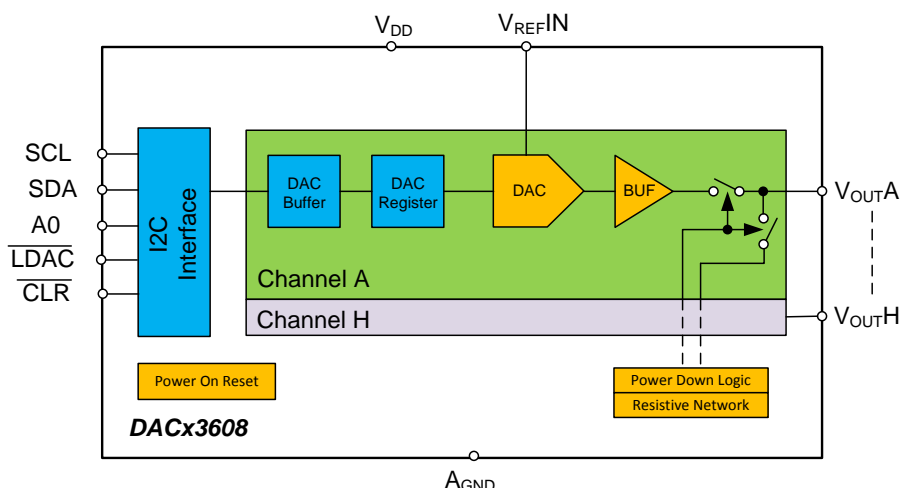 VDD
VREFIN
SCL
SDA
A0
LDAC
CLR
I2C
Interface
DAC
Buffer
DAC
Register
DAC
BUF
VOUTA
Channel A
Channel H
VOUTH
Power On Reset
Power Down Logic
Resistive Network
DACx3608
AGND